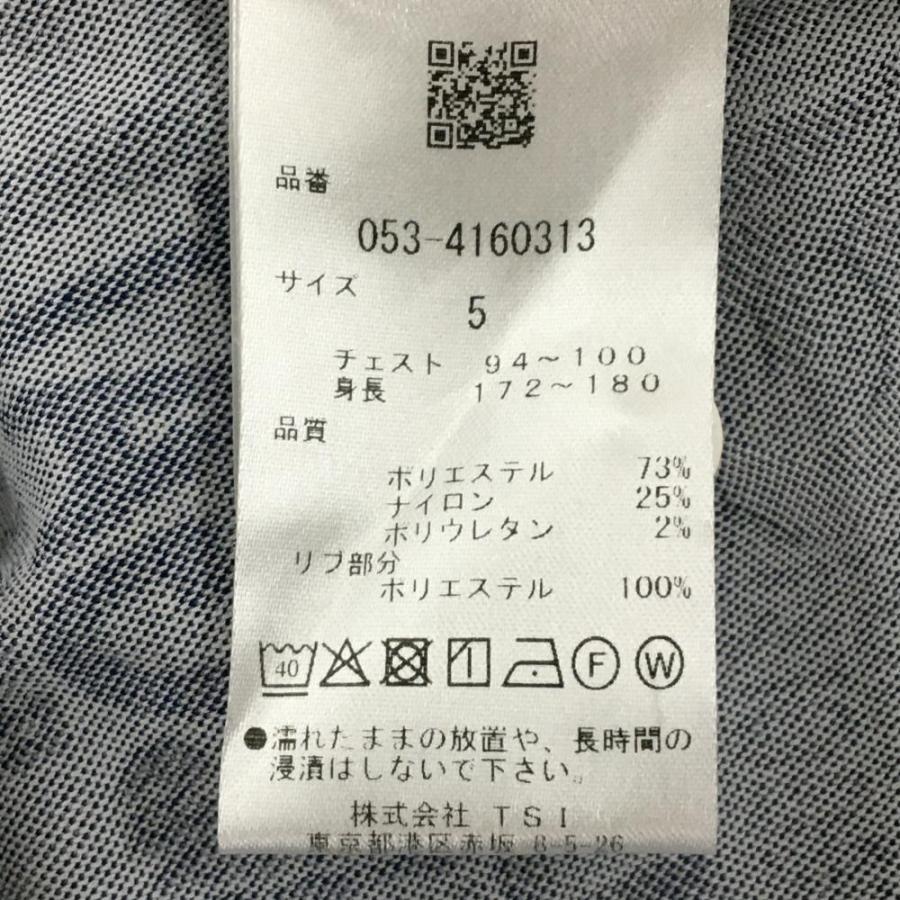 品番
053-4160313
サイズ
5
チェスト 94～100
身長 172～180
品質
ポリエステル 73%
ナイロン 25%
ポリウレタン 2%
リブ部分
ポリエステル 100%
40
F W
●濡れたままの放置や、長時間の
浸漬はしないで下さい。
株式会社 TSI
東京都港区赤坂 8-5-26